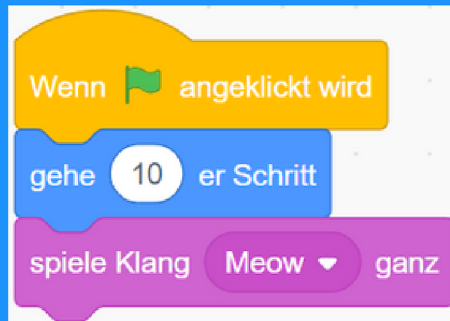 Wenn angeklickt wird
gehe 10 er Schritt
spiele Klang Meow ganz